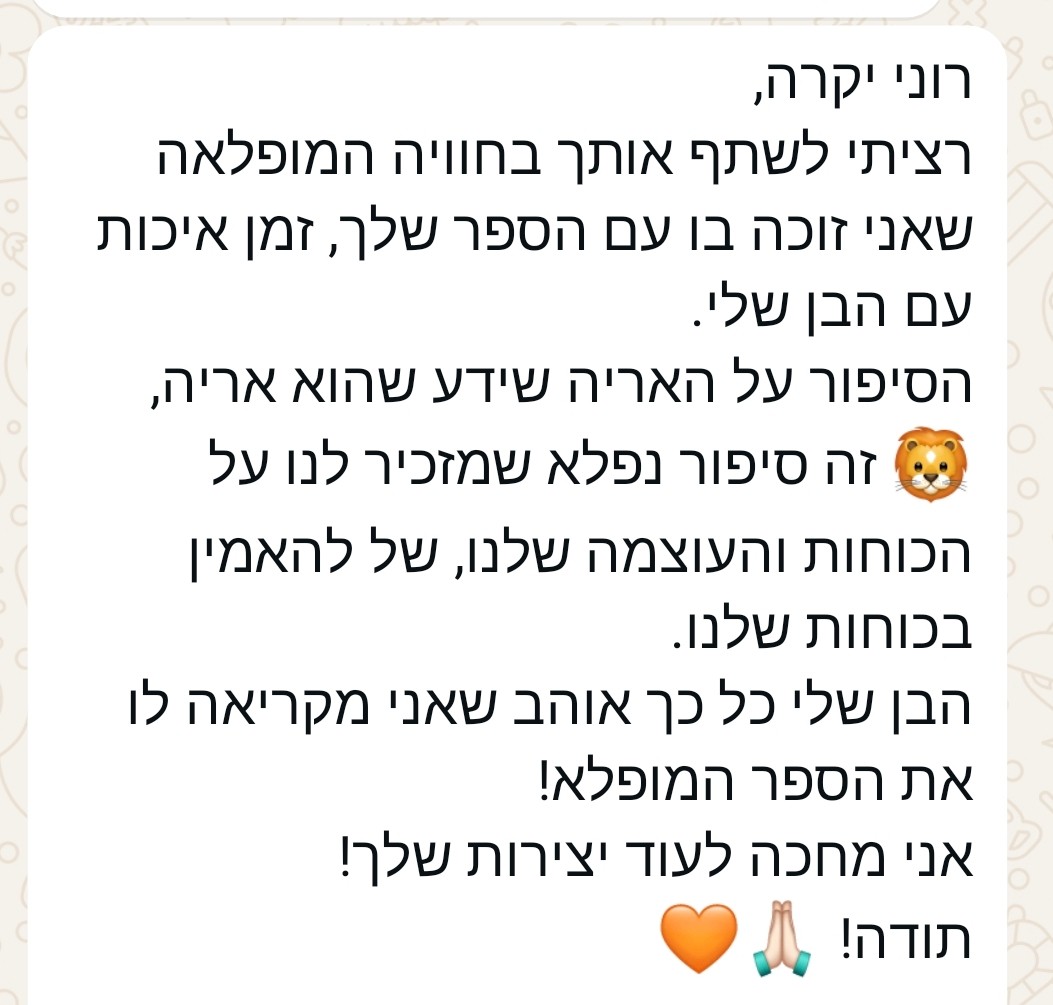 רוני יקרה,
רציתי לשתף אותך בחוויה המופלאה
שאני זוכה בו עם הספר שלך, זמן איכות
עם הבן שלי.
הסיפור על האריה שידע שהוא אריה,
🦁 זה סיפור נפלא שמזכיר לנו על
הכוחות והעוצמה שלנו, של להאמין
בכוחות שלנו.
הבן שלי כל כך אוהב שאני מקריאה לו
את הספר המופלא!
אני מחכה לעוד יצירות שלך!
תודה! 🙏🏻🧡